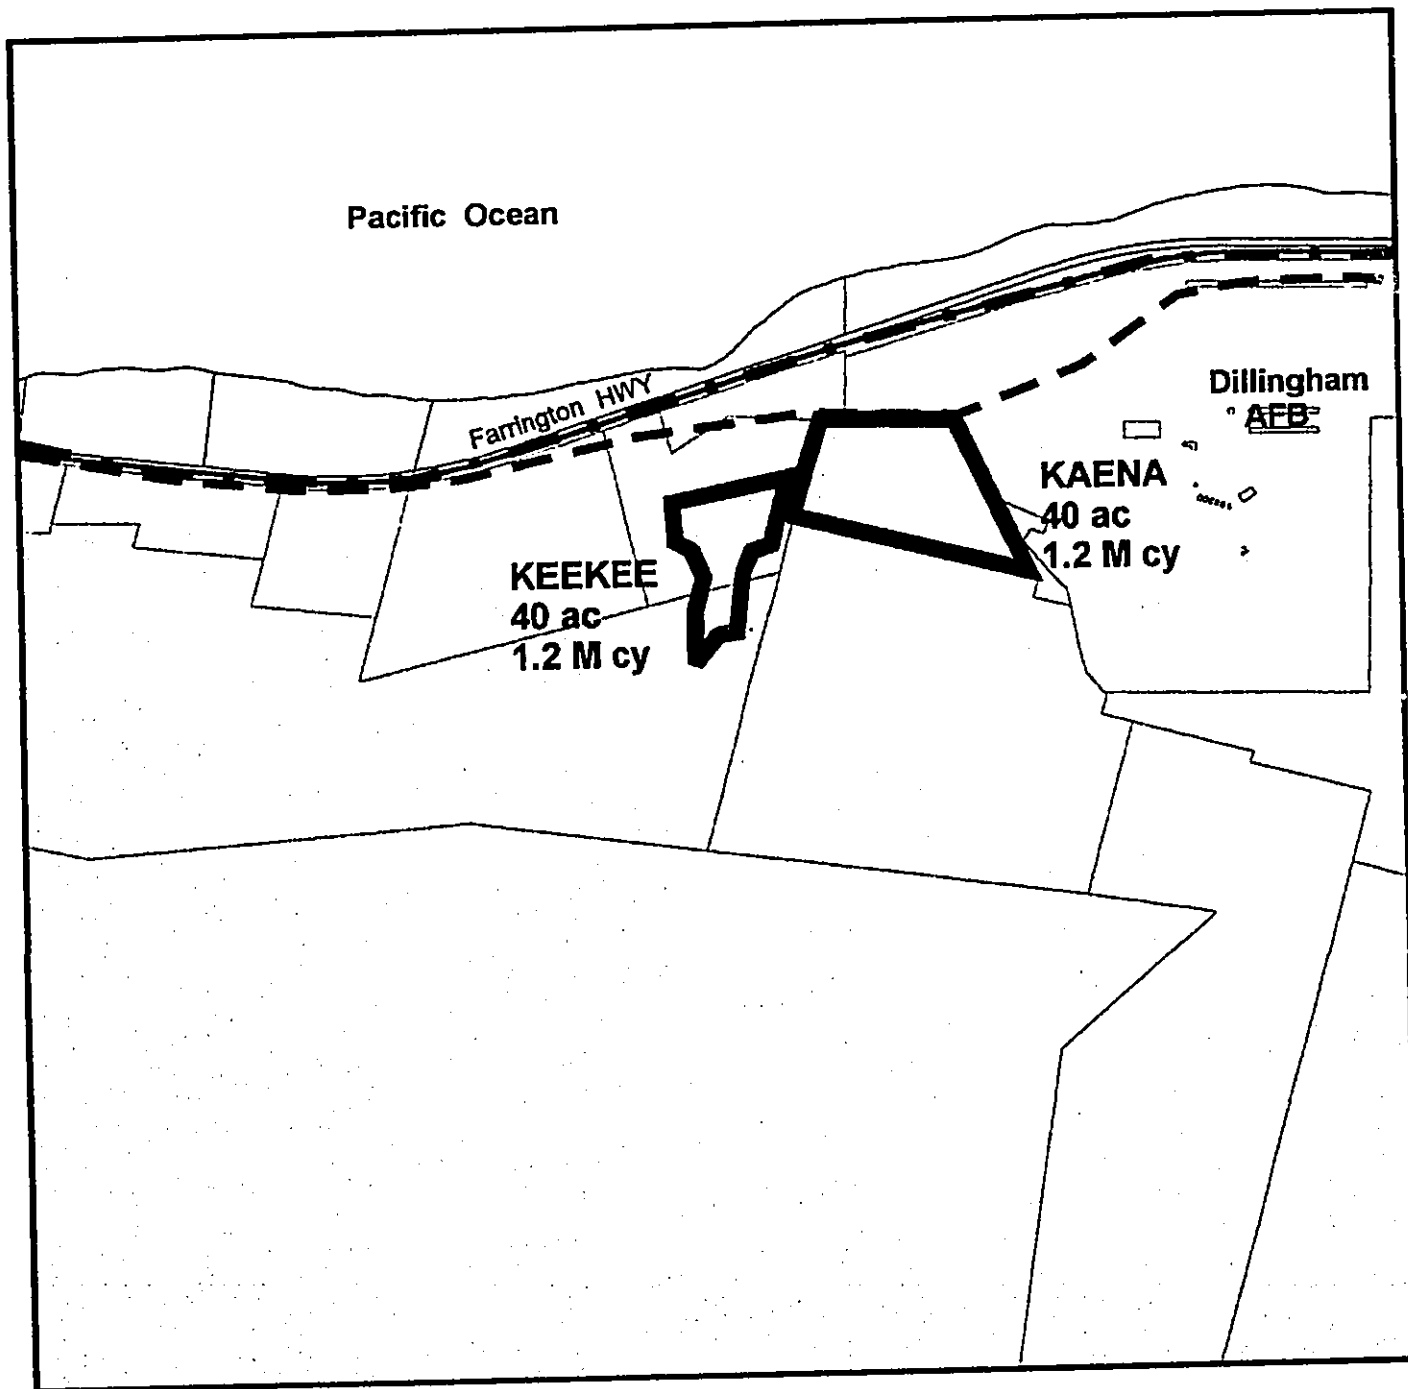 Pacific Ocean
Farrington HWY
Dillingham
AFB
KAENA
40 ac
1.2 M cy
KEEKEE
40 ac
1.2 M cy